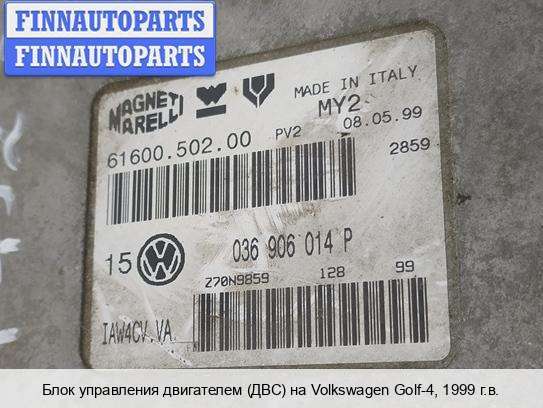 FINNAUTOPARTS
FINNAUTOPARTS
MAGNETI
MARELLI
MADE IN ITALY
MY2
61600.502.00 PV2 08.05.99
2859
15 036 906 014 P
Z70N9859 128 99
IAW4CV.VA
Блок управления двигателем (ДВС) на Volkswagen Golf-4, 1999 г.в.